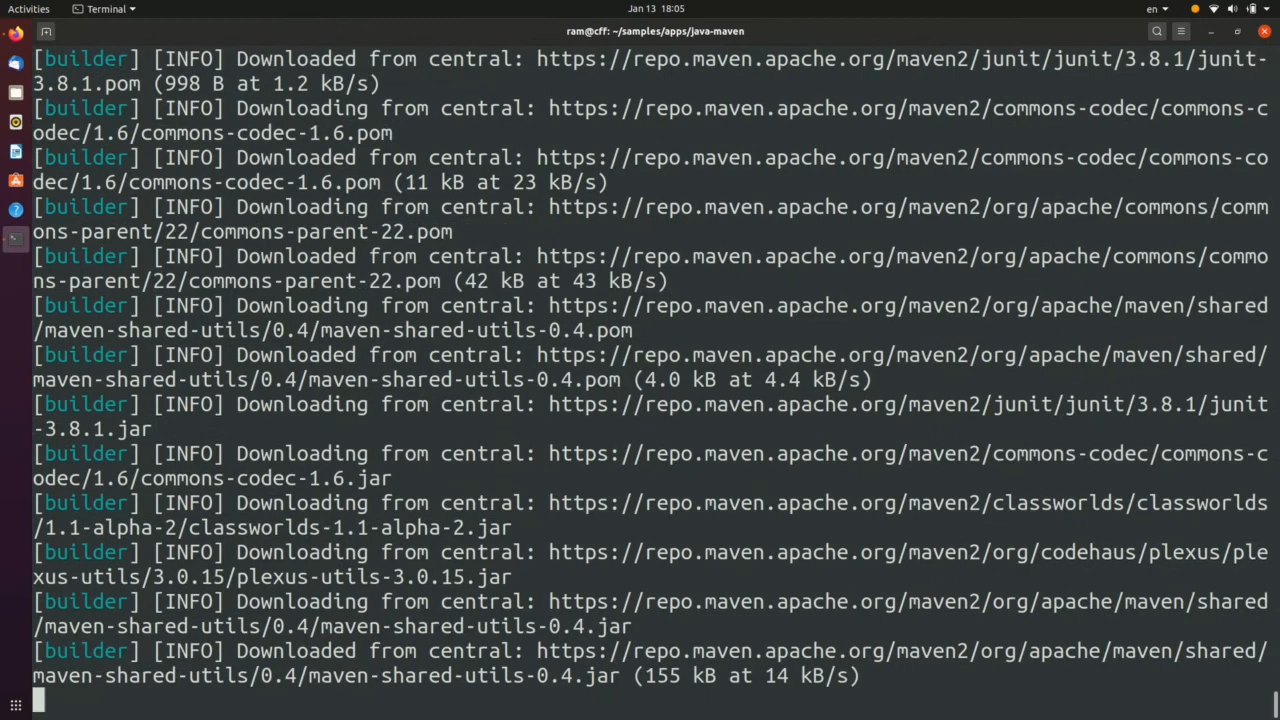 Activities
Terminal
Jan 13 18:05
en
ram@cff: ~/samples/apps/java-maven
[builder] [INFO] Downloaded from central: https://repo.maven.apache.org/maven2/junit/junit/3.8.1/junit-
3.8.1.pom (998 B at 1.2 kB/s)
[builder] [INFO] Downloading from central: https://repo.maven.apache.org/maven2/commons-codec/commons-c
odec/1.6/commons-codec-1.6.pom
[builder] [INFO] Downloaded from central: https://repo.maven.apache.org/maven2/commons-codec/commons-co
dec/1.6/commons-codec-1.6.pom (11 kB at 23 kB/s)
[builder] [INFO] Downloading from central: https://repo.maven.apache.org/maven2/org/apache/commons/comm
ons-parent/22/commons-parent-22.pom
[builder] [INFO] Downloaded from central: https://repo.maven.apache.org/maven2/org/apache/commons/commo
ns-parent/22/commons-parent-22.pom (42 kB at 43 kB/s)
[builder] [INFO] Downloading from central: https://repo.maven.apache.org/maven2/org/apache/maven/shared
/maven-shared-utils/0.4/maven-shared-utils-0.4.pom
[builder] [INFO] Downloaded from central: https://repo.maven.apache.org/maven2/org/apache/maven/shared/
maven-shared-utils/0.4/maven-shared-utils-0.4.pom (4.0 kB at 4.4 kB/s)
[builder] [INFO] Downloading from central: https://repo.maven.apache.org/maven2/junit/junit/3.8.1/junit
-3.8.1.jar
[builder] [INFO] Downloading from central: https://repo.maven.apache.org/maven2/commons-codec/commons-c
odec/1.6/commons-codec-1.6.jar
[builder] [INFO] Downloading from central: https://repo.maven.apache.org/maven2/classworlds/classworlds
/1.1-alpha-2/classworlds-1.1-alpha-2.jar
[builder] [INFO] Downloading from central: https://repo.maven.apache.org/maven2/org/codehaus/plexus/ple
xus-utils/3.0.15/plexus-utils-3.0.15.jar
[builder] [INFO] Downloading from central: https://repo.maven.apache.org/maven2/org/apache/maven/shared
/maven-shared-utils/0.4/maven-shared-utils-0.4.jar
[builder] [INFO] Downloaded from central: https://repo.maven.apache.org/maven2/org/apache/maven/shared/
maven-shared-utils/0.4/maven-shared-utils-0.4.jar (155 kB at 14 kB/s)